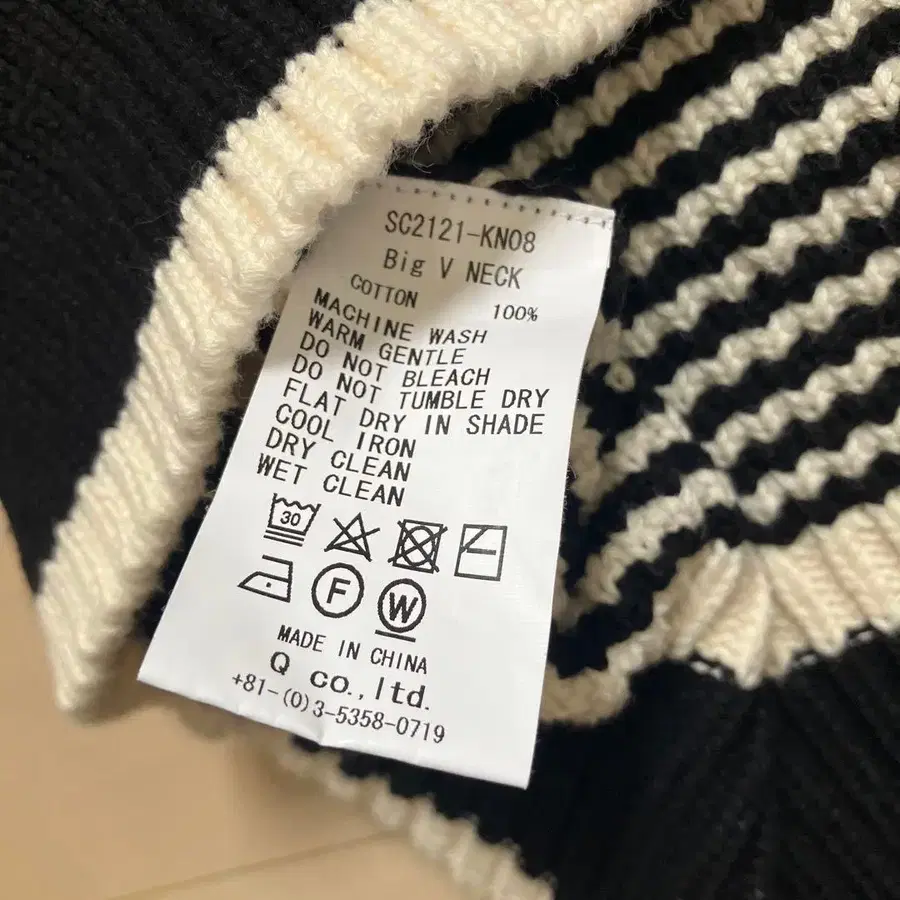 SC2121-KN08
Big V NECK
COTTON 100%
MACHINE WASH
WARM GENTLE
DO NOT BLEACH
DO NOT TUMBLE DRY
FLAT DRY IN SHADE
COOL IRON
DRY CLEAN
WET CLEAN
30
F W
MADE IN CHINA
Q co.,ltd.
+81-(0)3-5358-0719